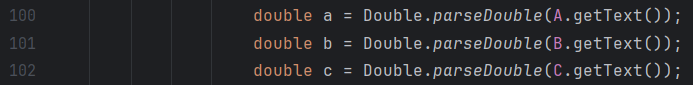 100 double a = Double.parseDouble(A.getText());
101 double b = Double.parseDouble(B.getText());
102 double c = Double.parseDouble(C.getText());